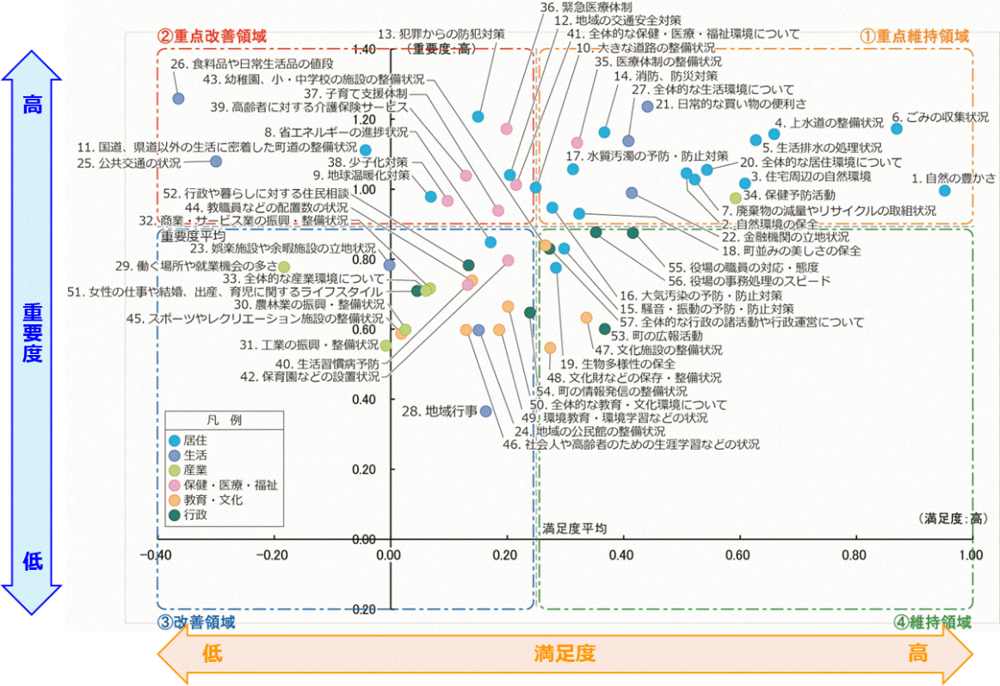 36. 緊急医療体制
12. 地域の交通安全対策
13. 犯罪からの防犯対策
41. 全体的な保健・医療・福祉環境について
②重点改善領域
①重点維持領域
1.40
（重要度：高）
10. 大きな道路の整備状況
26. 食料品や日常生活品の値段
35. 医療体制の整備状況
43. 幼稚園、小・中学校の施設の整備状況
14. 消防、防災対策
37. 子育て支援体制
27. 全体的な生活環境について
39. 高齢者に対する介護保険サービス
21. 日常的な買い物の便利さ
高
1.20
8. 省エネルギーの進捗状況
4. 上水道の整備状況
6. ごみの収集状況
11. 国道、県道以外の生活に密着した町道の整備状況
5. 生活排水の処理状況
25. 公共交通の状況
38. 少子化対策
17. 水質汚濁の予防・防止対策
20. 全体的な居住環境について
9. 地球温暖化対策
3. 住宅周辺の自然環境
1. 自然の豊かさ
52. 行政や暮らしに対する住民相談
1.00
34. 保健予防活動
44. 教職員などの配置数の状況
7. 廃棄物の減量やリサイクルの取組状況
32. 商業・サービス業の振興・整備状況
2. 自然環境の保全
重要度平均
22. 金融機関の立地状況
23. 娯楽施設や余暇施設の立地状況
18. 町並みの美しさの保全
0.80
29. 働く場所や就業機会の多さ
55. 役場の職員の対応・態度
33. 全体的な産業環境について
56. 役場の事務処理のスピード
51. 女性の仕事や結婚、出産、育児に関するライフスタイル
16. 大気汚染の予防・防止対策
30. 農林業の振興・整備状況
15. 騒音・振動の予防・防止対策
45. スポーツやレクリエーション施設の整備状況
57. 全体的な行政の諸活動や行政運営について
重要度
0.60
53. 町の広報活動
31. 工業の振興・整備状況
47. 文化施設の整備状況
40. 生活習慣病予防
19. 生物多様性の保全
42. 保育園などの設置状況
48. 文化財などの保存・整備状況
54. 町の情報発信の整備状況
0.40
50. 全体的な教育・文化環境について
28. 地域行事
49. 環境教育・環境学習などの状況
凡 例
24. 地域の公民館の整備状況
46. 社会人や高齢者のための生涯学習などの状況
居住
生活
0.20
産業
保健・医療・福祉
教育・文化
行政
（満足度：高）
満足度平均
0.00
低
−0.40
−0.20
0.00
0.20
0.40
0.60
0.80
1.00
0.20
③改善領域
④維持領域
低
満足度
高